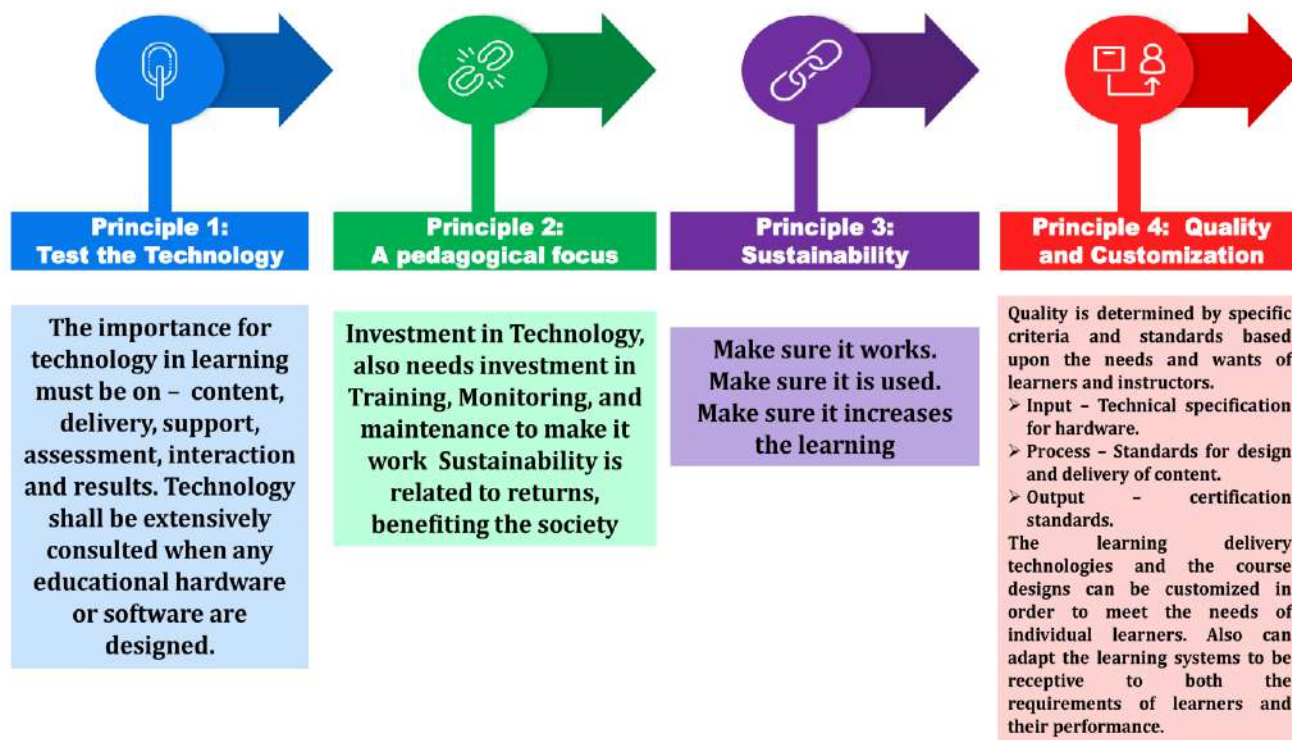 Principle 1:
Test the Technology
The importance for
technology in learning
must be on – content,
delivery, support,
assessment, interaction
and results. Technology
shall be extensively
consulted when any
educational hardware
or software are
designed.
Principle 2:
A pedagogical focus
Investment in Technology,
also needs investment in
Training, Monitoring, and
maintenance to make it
work Sustainability is
related to returns,
benefiting the society
Principle 3:
Sustainability
Make sure it works.
Make sure it is used.
Make sure it increases
the learning
Principle 4: Quality
and Customization
Quality is determined by specific
criteria and standards based
upon the needs and wants of
learners and instructors.
➢ Input – Technical specification
for hardware.
➢ Process – Standards for design
and delivery of content.
➢ Output – certification
standards.
The learning delivery
technologies and the course
designs can be customized in
order to meet the needs of
individual learners. Also can
adapt the learning systems to be
receptive to both the
requirements of learners and
their performance.